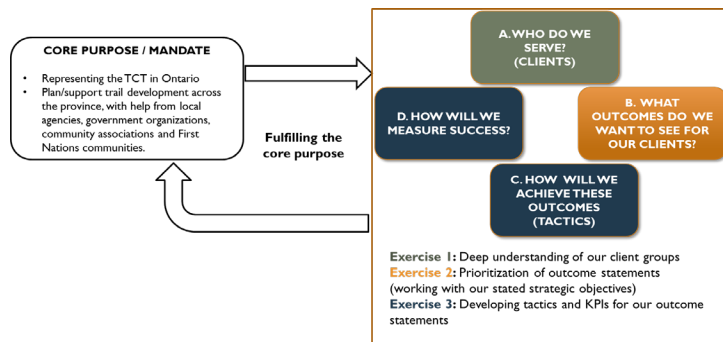 CORE PURPOSE / MANDATE
• Representing the TCT in Ontario
• Plan/support trail development across
the province, with help from local
agencies, government organizations,
community associations and First
Nations communities.
Fulfilling the
core purpose
A. WHO DO WE
SERVE?
(CLIENTS)
B. WHAT
OUTCOMES DO WE
WANT TO SEE FOR
OUR CLIENTS?
C. HOW WILL WE
ACHIEVE THESE
OUTCOMES
(TACTICS)
D. HOW WILL WE
MEASURE SUCCESS?
Exercise 1: Deep understanding of our client groups
Exercise 2: Prioritization of outcome statements
(working with our stated strategic objectives)
Exercise 3: Developing tactics and KPIs for our outcome
statements